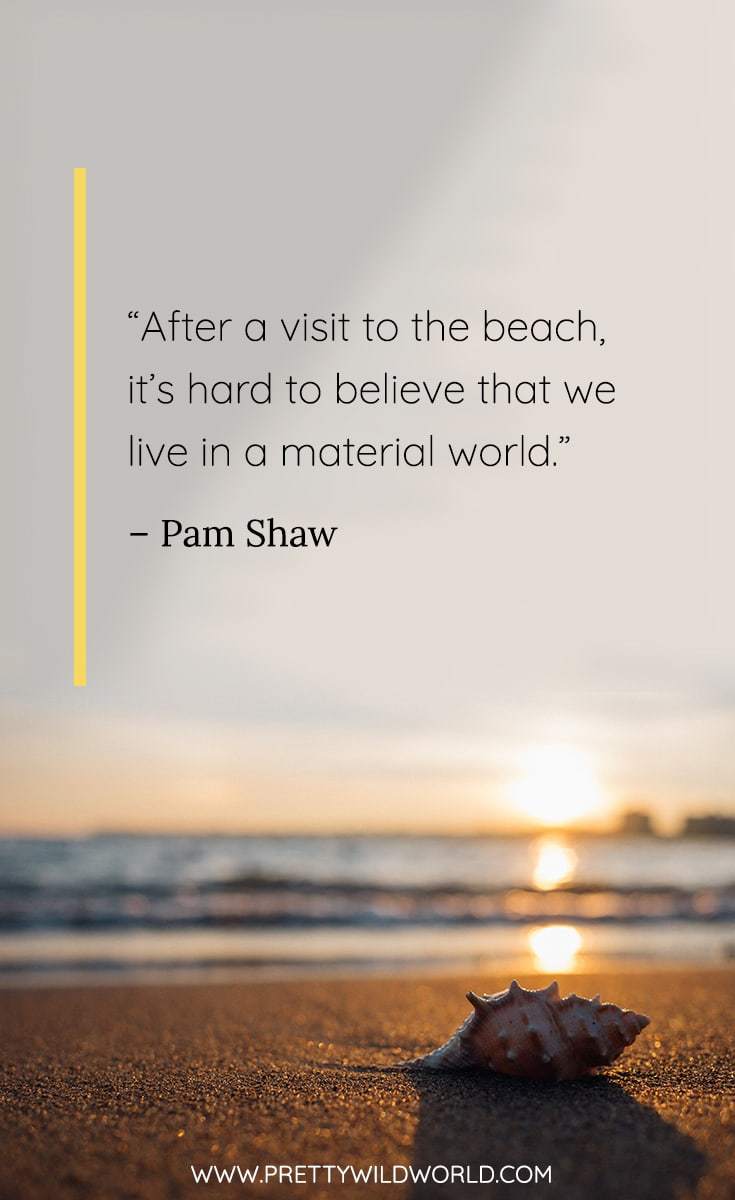 “After a visit to the beach,
it’s hard to believe that we
live in a material world.”
– Pam Shaw
WWW.PRETTYWILDWORLD.COM